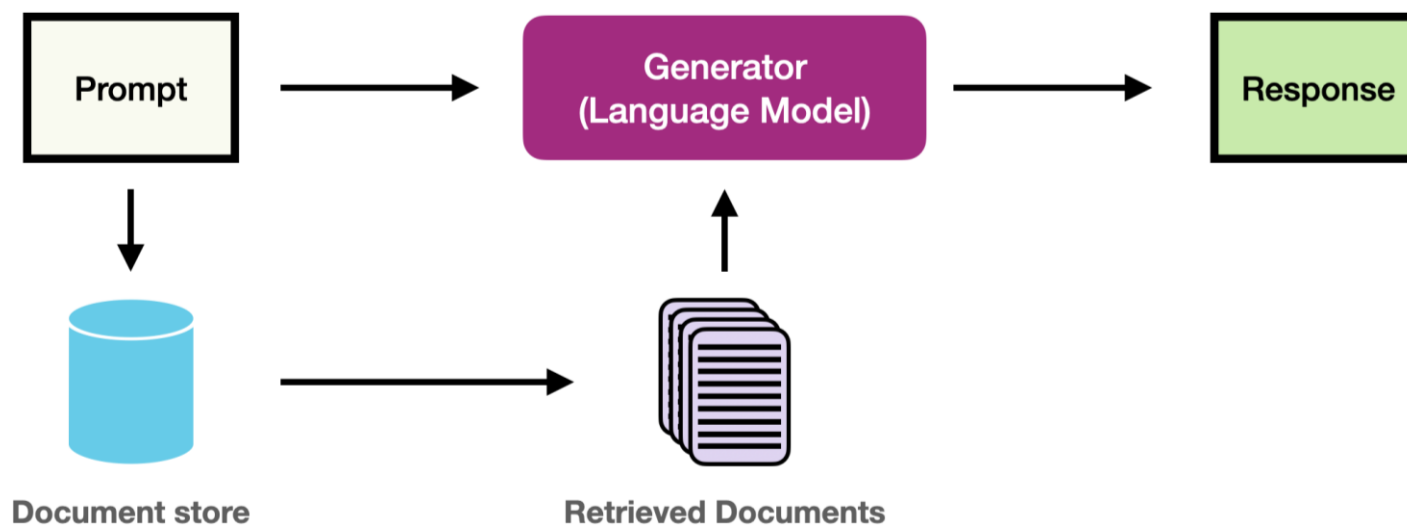 Prompt
Generator
(Language Model)
Response
Document store
Retrieved Documents